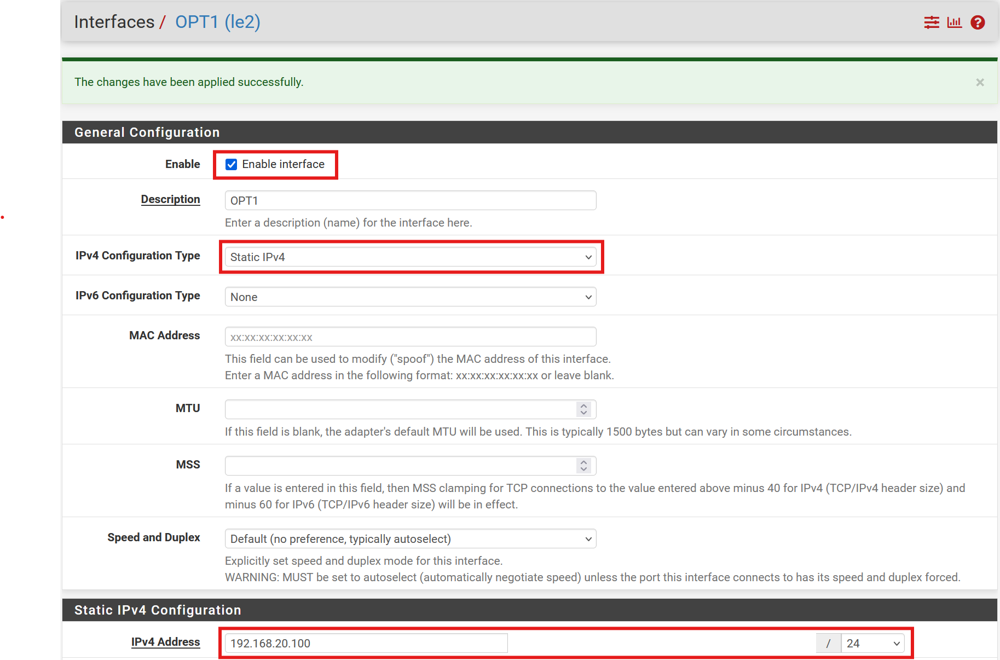 Interfaces / OPT1 (le2)
The changes have been applied successfully.
×
General Configuration
Enable
Enable interface
Description
OPT1
Enter a description (name) for the interface here.
IPv4 Configuration Type
Static IPv4
IPv6 Configuration Type
None
MAC Address
xx:xx:xx:xx:xx:xx
This field can be used to modify ("spoof") the MAC address of this interface.
Enter a MAC address in the following format: xx:xx:xx:xx:xx:xx or leave blank.
MTU
If this field is blank, the adapter's default MTU will be used. This is typically 1500 bytes but can vary in some circumstances.
MSS
If a value is entered in this field, then MSS clamping for TCP connections to the value entered above minus 40 for IPv4 (TCP/IPv4 header size) and
minus 60 for IPv6 (TCP/IPv6 header size) will be in effect.
Speed and Duplex
Default (no preference, typically autoselect)
Explicitly set speed and duplex mode for this interface.
WARNING: MUST be set to autoselect (automatically negotiate speed) unless the port this interface connects to has its speed and duplex forced.
Static IPv4 Configuration
IPv4 Address
192.168.20.100
/ 24